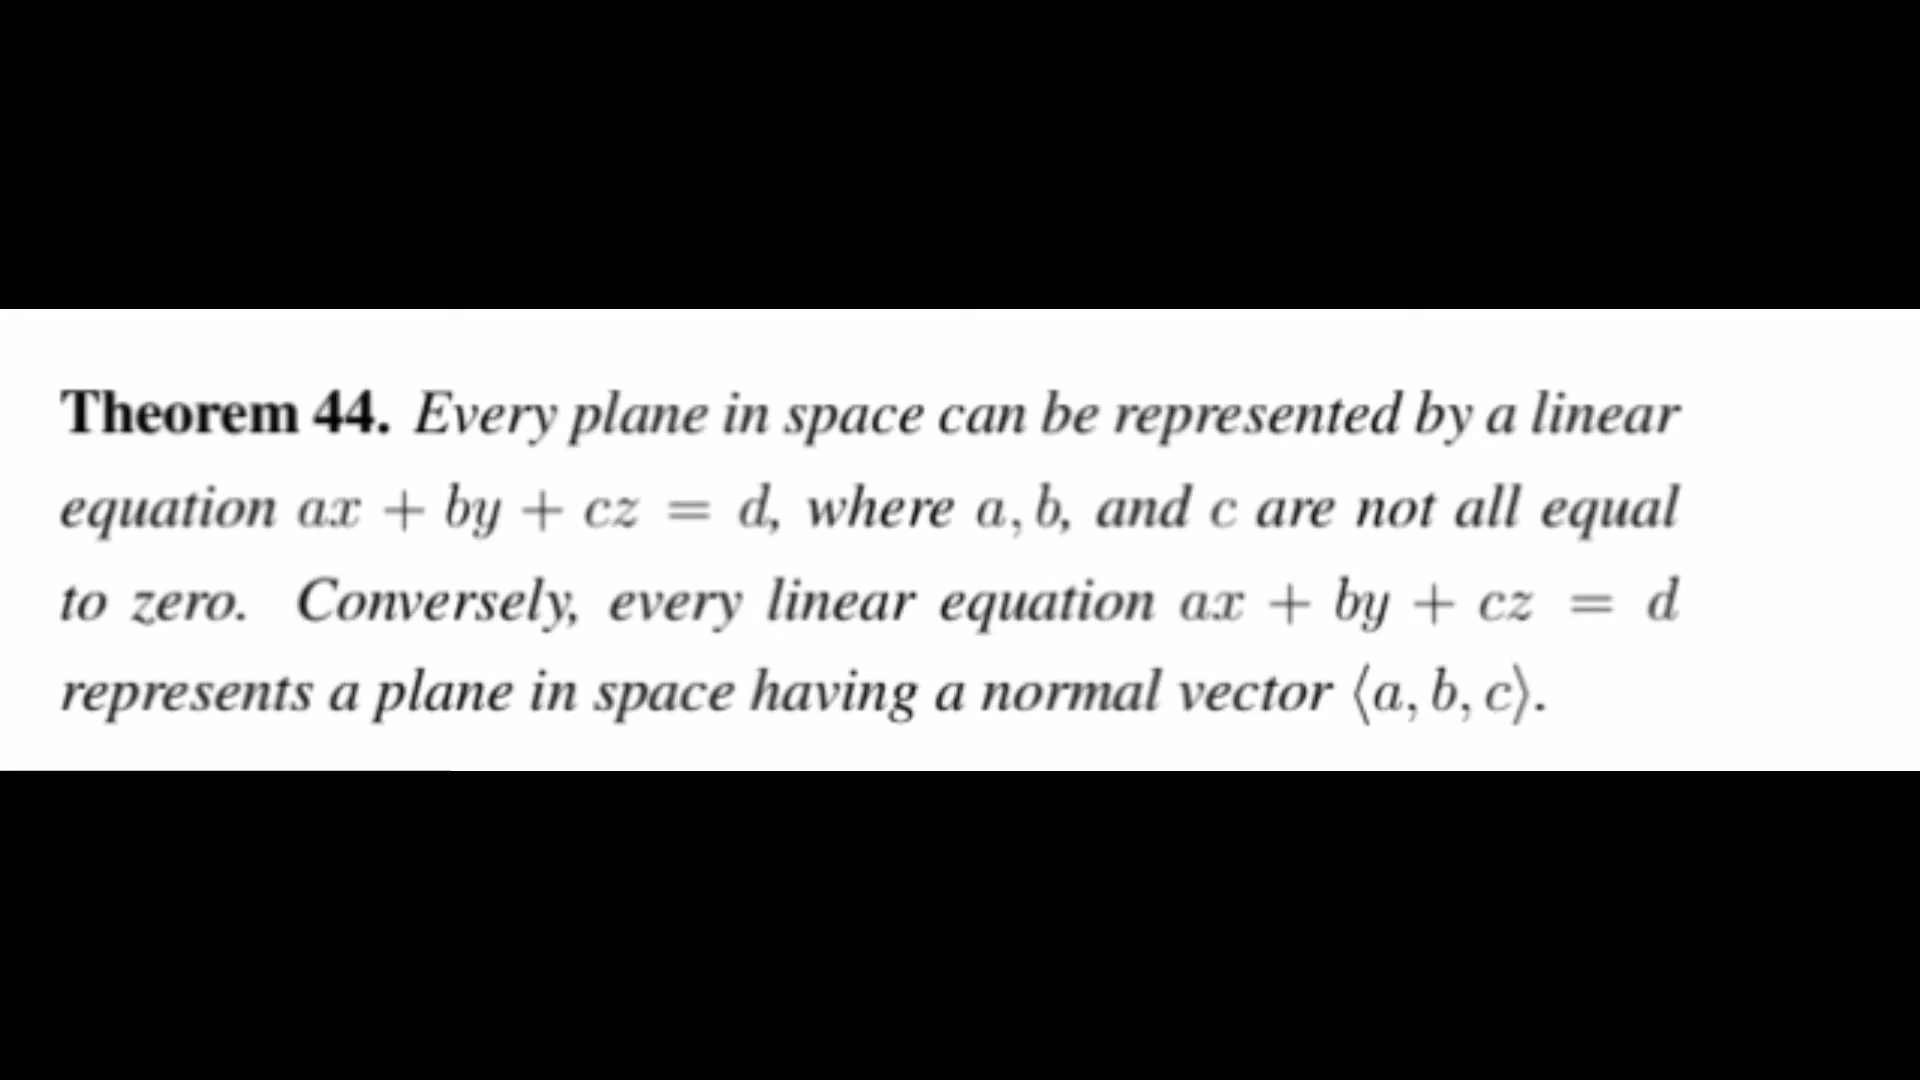 Theorem 44. Every plane in space can be represented by a linear
equation ax + by + cz = d, where a, b, and c are not all equal
to zero. Conversely, every linear equation ax + by + cz = d
represents a plane in space having a normal vector ⟨a, b, c⟩.